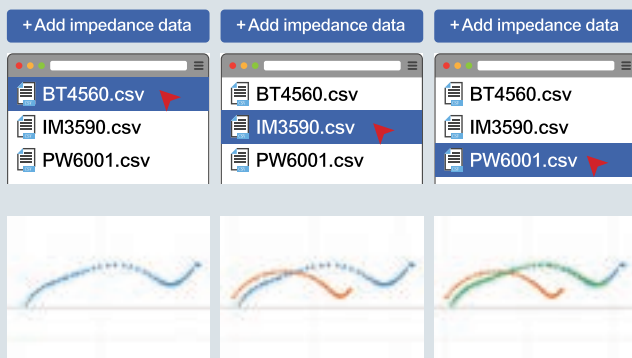 +Add impedance data
BT4560.csv
IM3590.csv
PW6001.csv
+Add impedance data
BT4560.csv
IM3590.csv
PW6001.csv
+Add impedance data
BT4560.csv
IM3590.csv
PW6001.csv